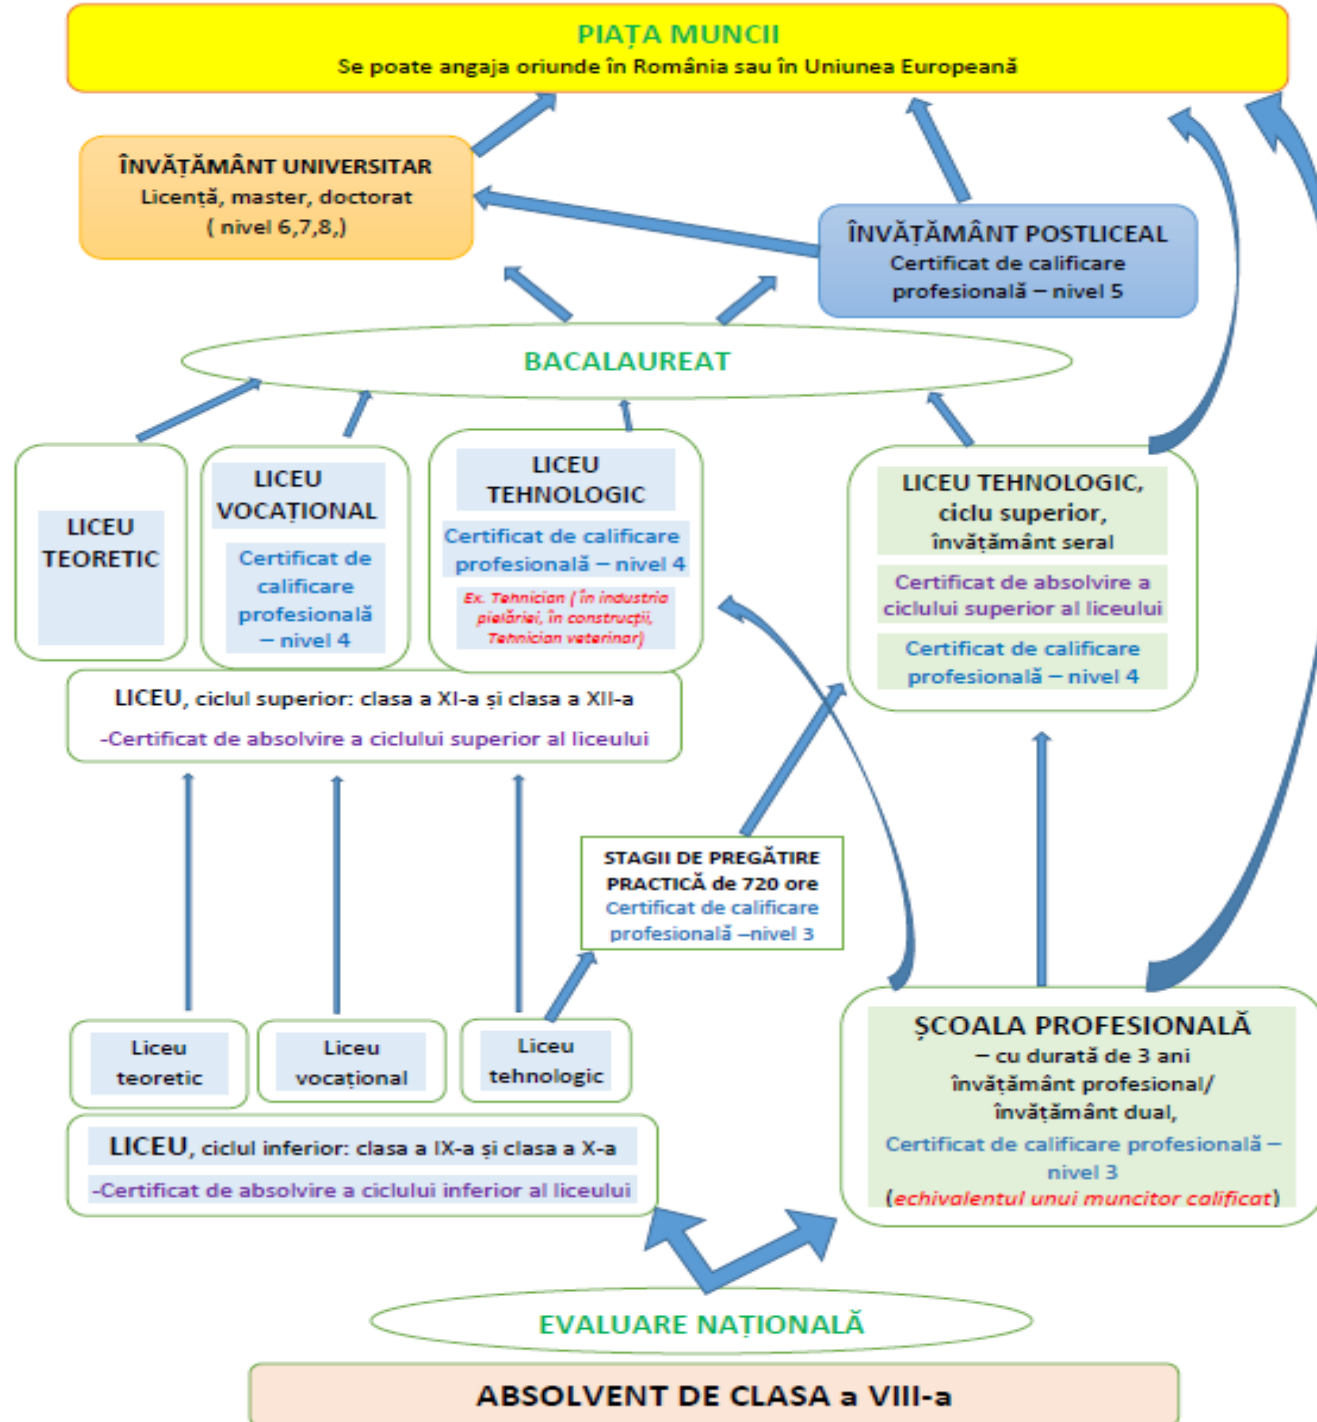 PIAȚA MUNCII
Se poate angaja oriunde în România sau în Uniunea Europeană
ÎNVĂȚĂMÂNT UNIVERSITAR
Licență, master, doctorat
( nivel 6,7,8,)
ÎNVĂȚĂMÂNT POSTLICEAL
Certificat de calificare
profesională – nivel 5
BACALAUREAT
LICEU
TEORETIC
LICEU
VOCAȚIONAL
Certificat de
calificare
profesională
– nivel 4
LICEU
TEHNOLOGIC
Certificat de calificare
profesională – nivel 4
Ex. Tehnician ( în industria
pielăriei, în construcții,
Tehnician veterinar)
LICEU TEHNOLOGIC,
ciclu superior,
învățământ seral
Certificat de absolvire a
ciclului superior al liceului
Certificat de calificare
profesională – nivel 4
LICEU, ciclul superior: clasa a XI-a și clasa a XII-a
-Certificat de absolvire a ciclului superior al liceului
STAGII DE PREGĂTIRE
PRACTICĂ de 720 ore
Certificat de calificare
profesională –nivel 3
Liceu
teoretic
Liceu
vocațional
Liceu
tehnologic
LICEU, ciclul inferior: clasa a IX-a și clasa a X-a
-Certificat de absolvire a ciclului inferior al liceului
ȘCOALA PROFESIONALĂ
– cu durată de 3 ani
învățământ profesional/
învățământ dual,
Certificat de calificare profesională –
nivel 3
(echivalentul unui muncitor calificat)
EVALUARE NAȚIONALĂ
ABSOLVENT DE CLASA a VIII-a